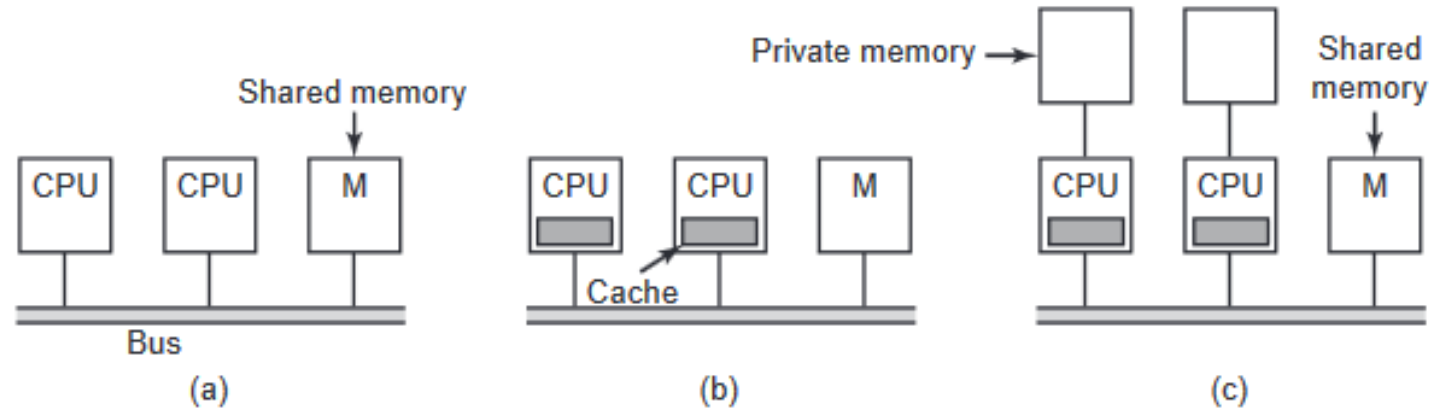 Shared memory
CPU
CPU
M
Bus
(a)
CPU
CPU
M
Cache
(b)
Private memory
Shared
memory
CPU
CPU
M
(c)